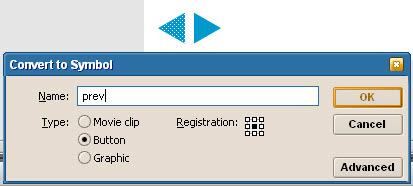 Convert to Symbol
Name: prev
OK
Type: Movie clip Registration:
Cancel
Button
Graphic
Advanced